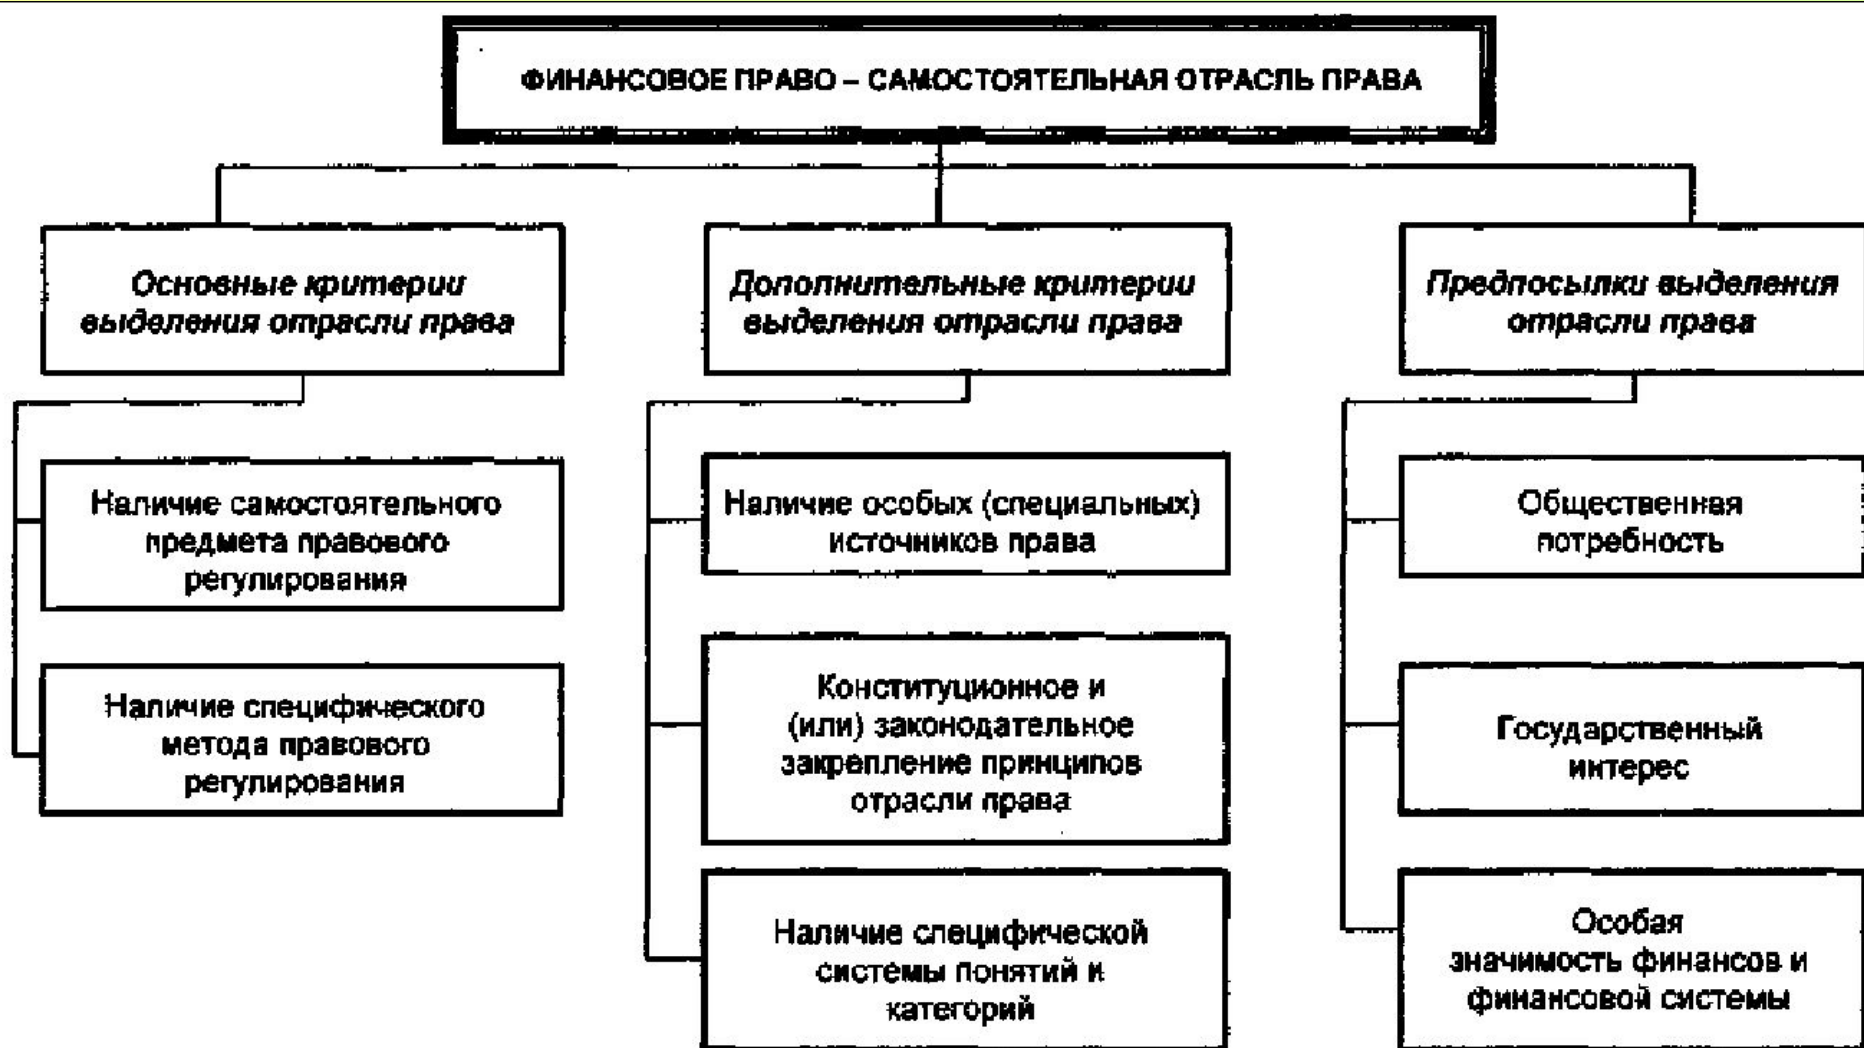 ФИНАНСОВОЕ ПРАВО – САМОСТОЯТЕЛЬНАЯ ОТРАСЛЬ ПРАВА
Основные критерии
выделения отрасли права
Наличие самостоятельного
предмета правового
регулирования
Наличие специфического
метода правового
регулирования
Дополнительные критерии
выделения отрасли права
Наличие особых (специальных)
источников права
Конституционное и
(или) законодательное
закрепление принципов
отрасли права
Наличие специфической
системы понятий и
категорий
Предпосылки выделения
отрасли права
Общественная
потребность
Государственный
интерес
Особая
значимость финансов и
финансовой системы